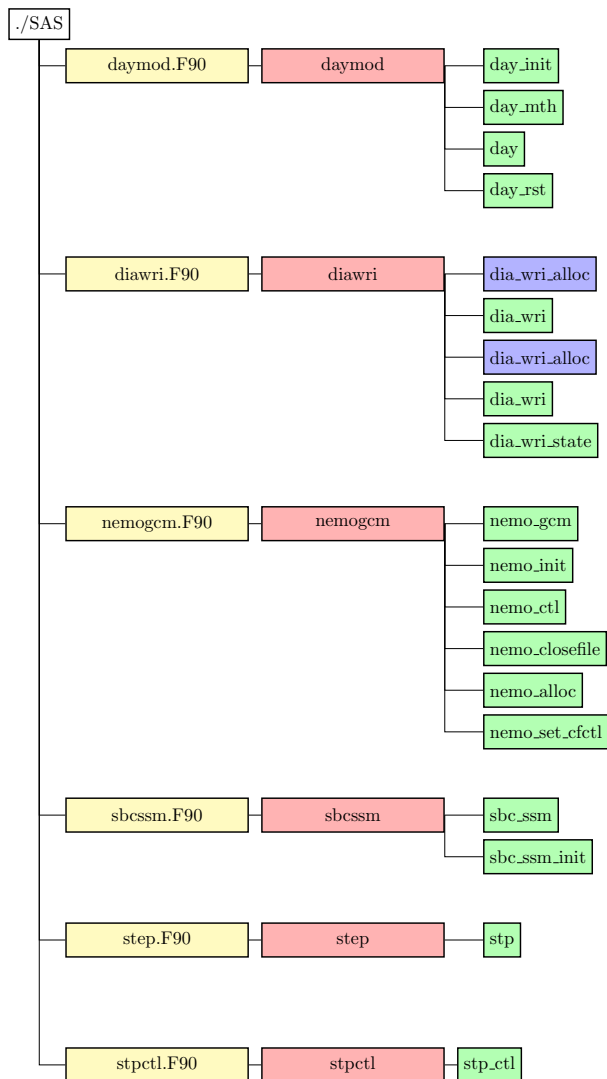 ./SAS
daymod.F90 daymod day_init
day_mth
day
day_rst
diawri.F90 diawri dia_wri_alloc
dia_wri
dia_wri_alloc
dia_wri
dia_wri_state
nemogcm.F90 nemogcm nemo_gcm
nemo_init
nemo_ctl
nemo_closefile
nemo_alloc
nemo_set_cfctl
sbcssm.F90 sbcssm sbc_ssm
sbc_ssm_init
step.F90 step stp
stpctl.F90 stpctl stp_ctl